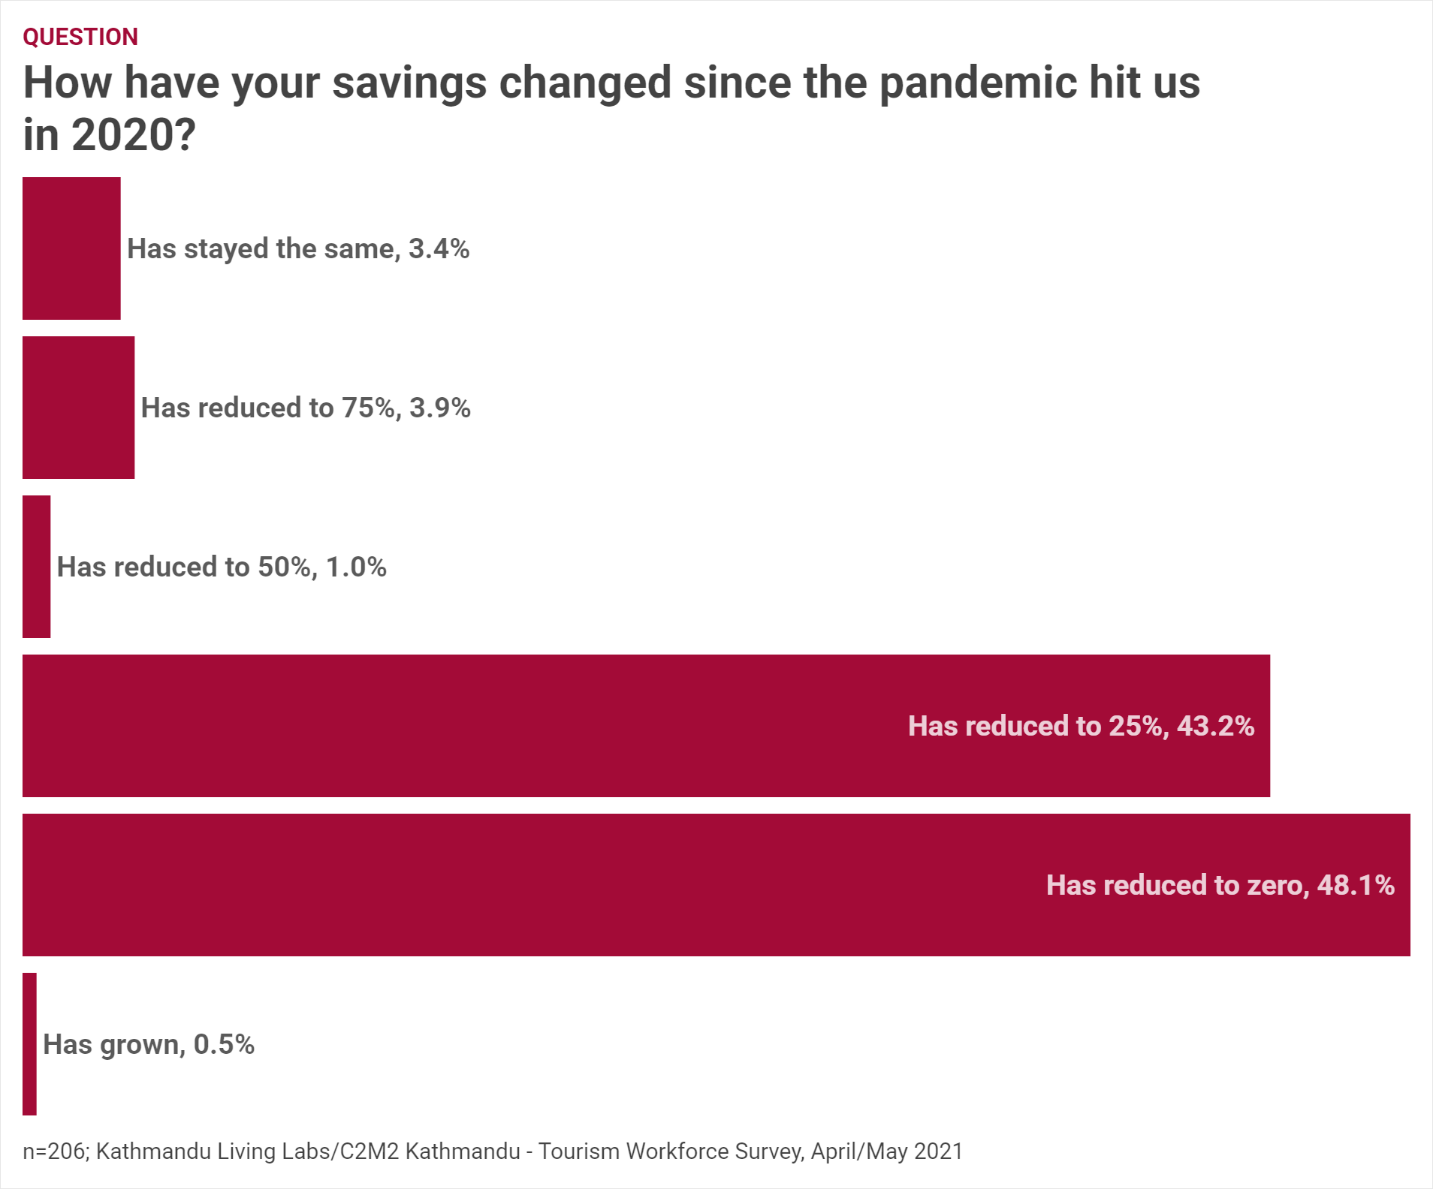 QUESTION
How have your savings changed since the pandemic hit us
in 2020?
Has stayed the same, 3.4%
Has reduced to 75%, 3.9%
Has reduced to 50%, 1.0%
Has reduced to 25%, 43.2%
Has reduced to zero, 48.1%
Has grown, 0.5%
n=206; Kathmandu Living Labs/C2M2 Kathmandu - Tourism Workforce Survey, April/May 2021